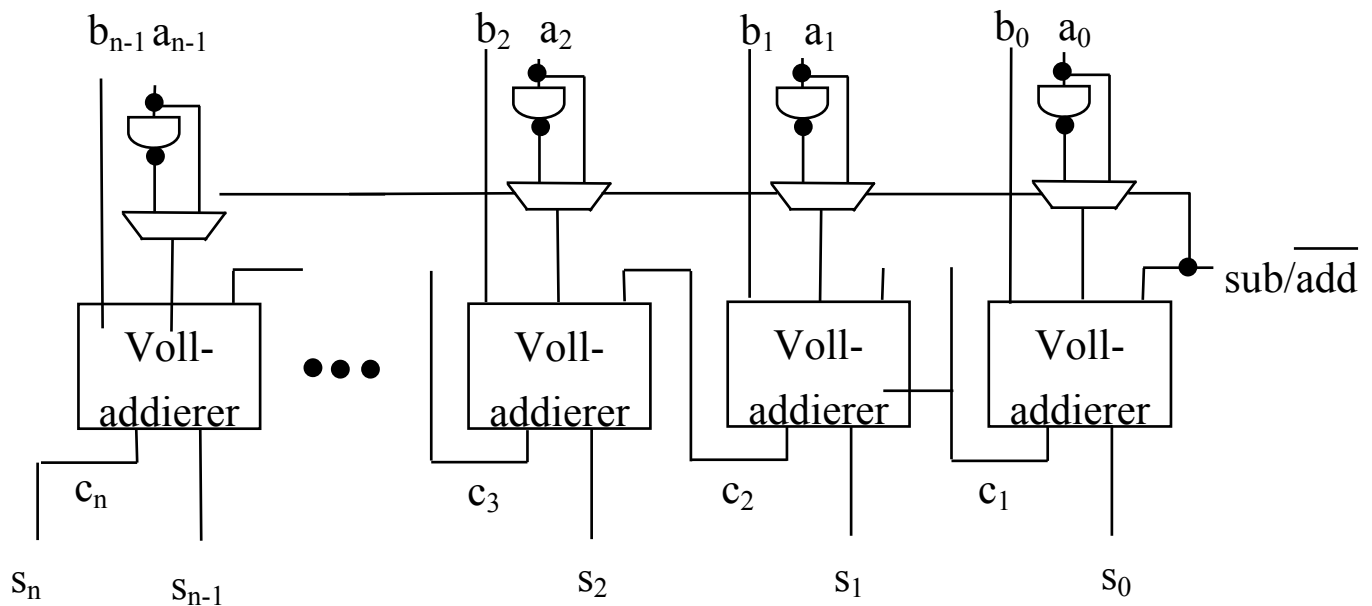 b_{n-1} a_{n-1} b_2 a_2 b_1 a_1 b_0 a_0
sub/\overline{add}
Voll- Voll- Voll- Voll-
addierer addierer addierer addierer
c_n c_3 c_2 c_1
s_n s_{n-1} s_2 s_1 s_0